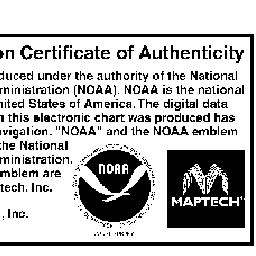 on Certificate of Authenticity
duced under the authority of the National
ministration (NOAA). NOAA is the national
nited States of America. The digital data
n this electronic chart was produced has
avigation. "NOAA" and the NOAA emblem
the National
ministration.
emblem are
tech, Inc.
, Inc.
NOAA
MAPTECH